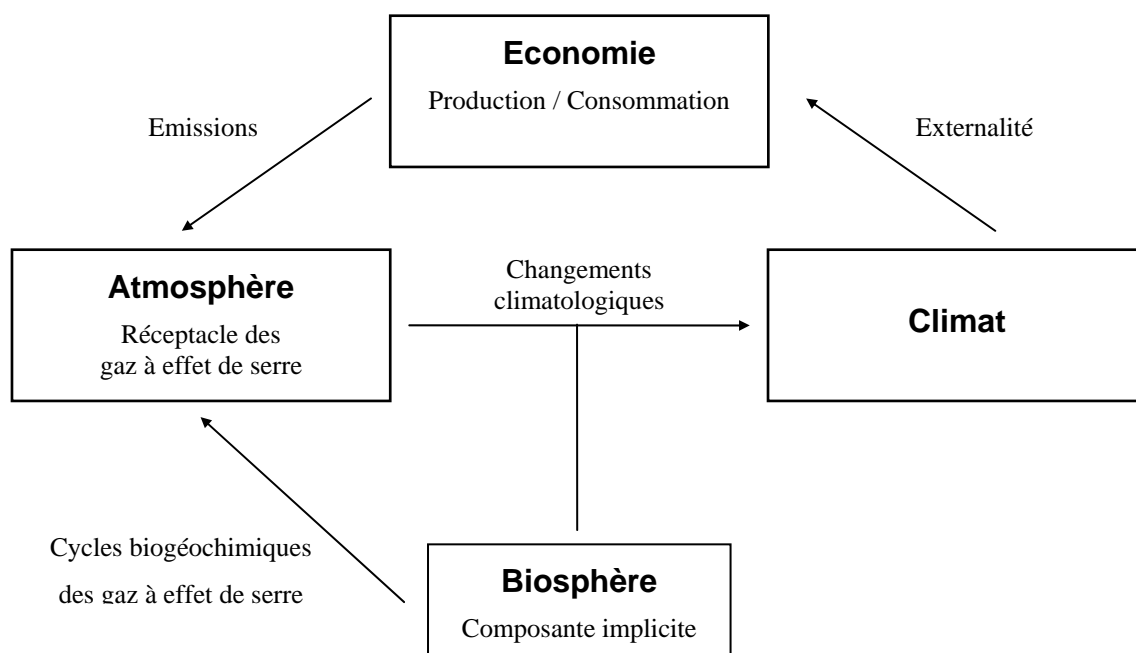 Economie
Production / Consommation
Emissions
Externalité
Atmosphère
Réceptacle des
gaz à effet de serre
Changements
climatologiques
Climat
Cycles biogéochimiques
des gaz à effet de serre
Biosphère
Composante implicite